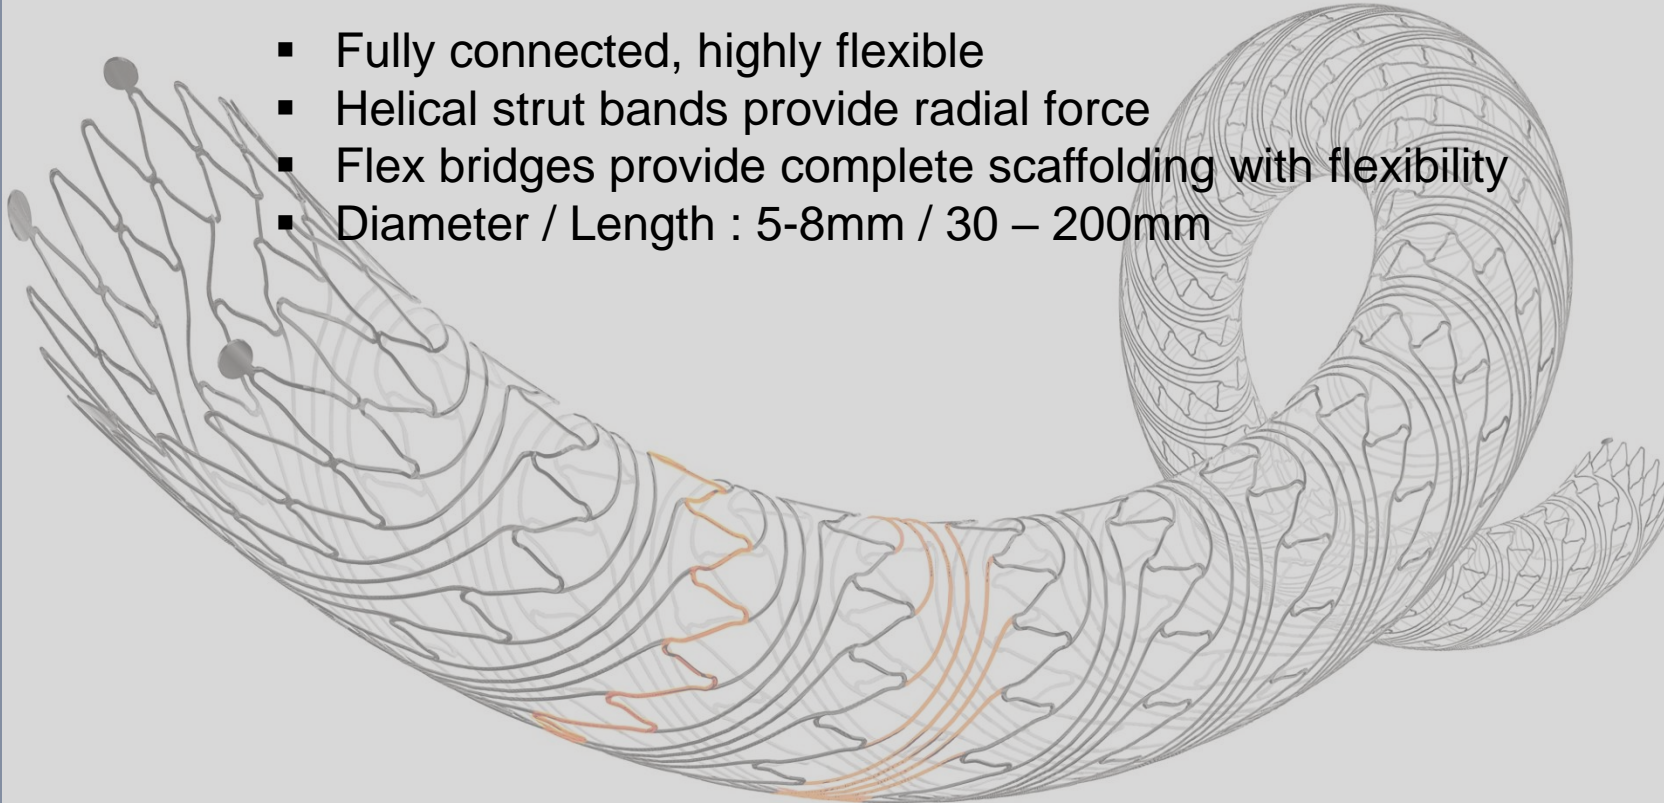 ▪ Fully connected, highly flexible
▪ Helical strut bands provide radial force
▪ Flex bridges provide complete scaffolding with flexibility
▪ Diameter / Length : 5-8mm / 30 – 200mm